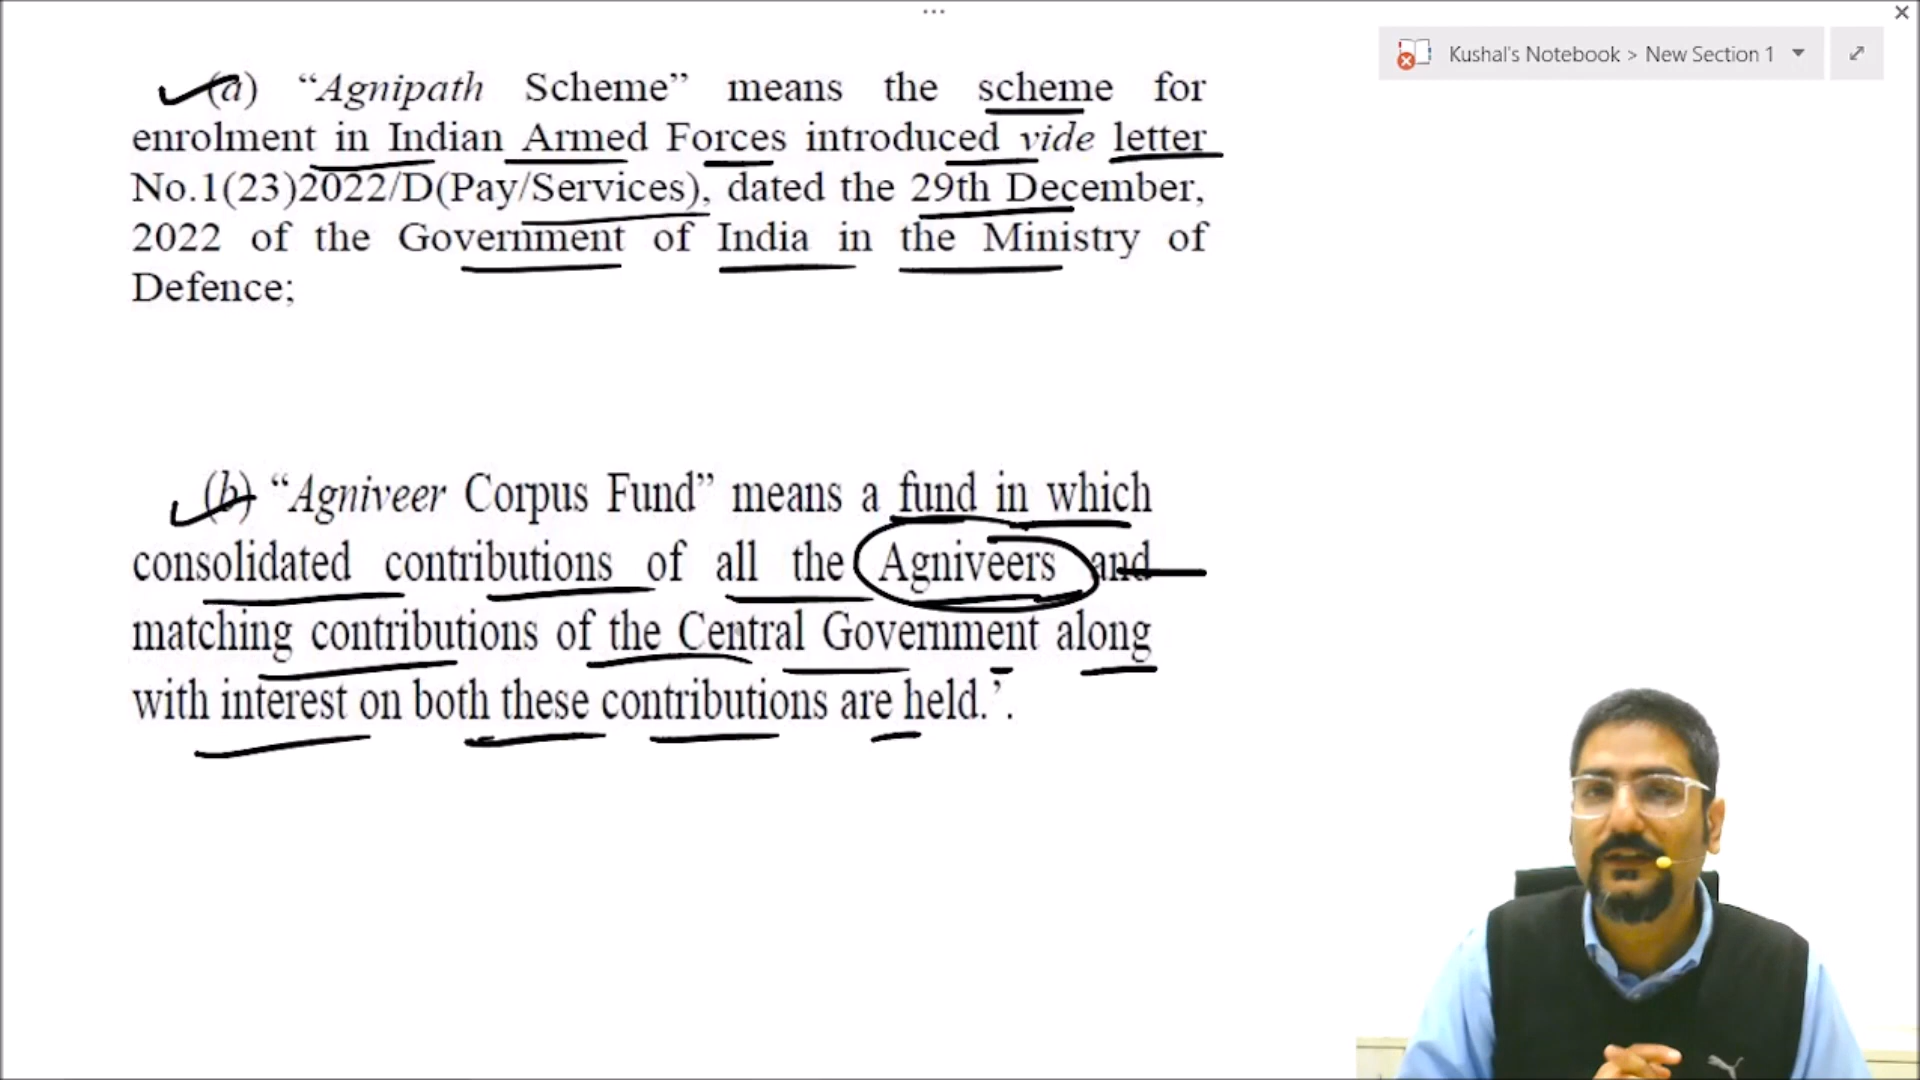 ...
Kushal's Notebook > New Section 1
(a) “Agnipath Scheme” means the scheme for
enrolment in Indian Armed Forces introduced vide letter
No.1(23)2022/D(Pay/Services), dated the 29th December,
2022 of the Government of India in the Ministry of
Defence;
(b) “Agniveer Corpus Fund” means a fund in which
consolidated contributions of all the Agniveers and
matching contributions of the Central Government along
with interest on both these contributions are held.’.